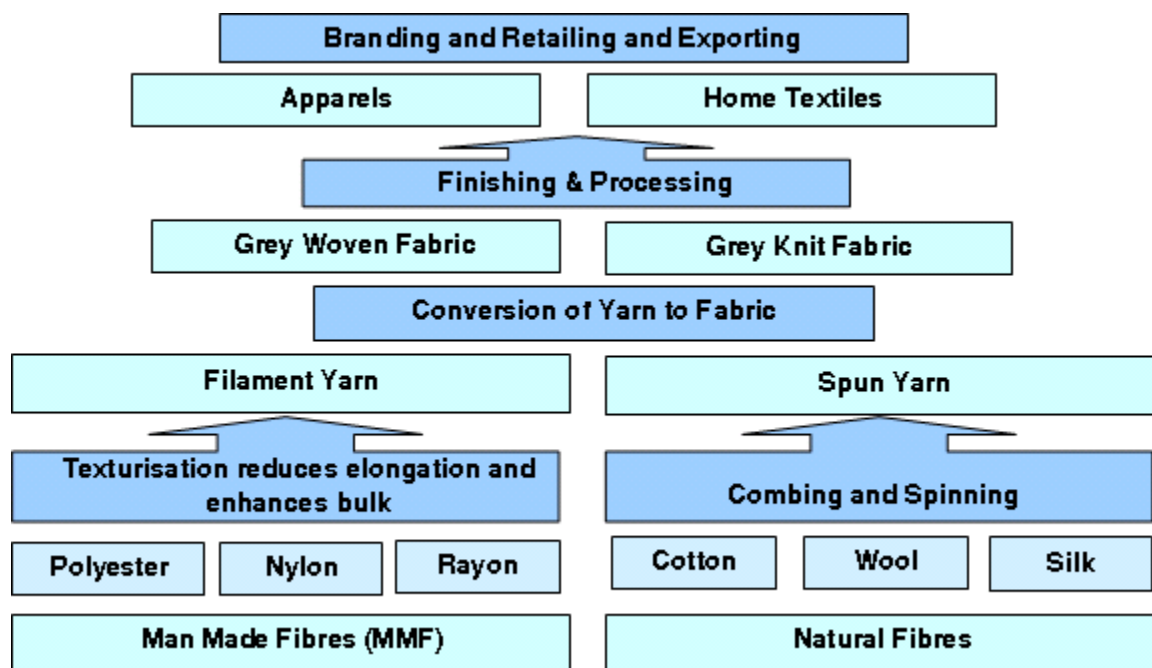 Branding and Retailing and Exporting
Apparels
Home Textiles
Finishing & Processing
Grey Woven Fabric
Grey Knit Fabric
Conversion of Yarn to Fabric
Filament Yarn
Spun Yarn
Texturisation reduces elongation and
enhances bulk
Combing and Spinning
Polyester
Nylon
Rayon
Cotton
Wool
Silk
Man Made Fibres (MMF)
Natural Fibres